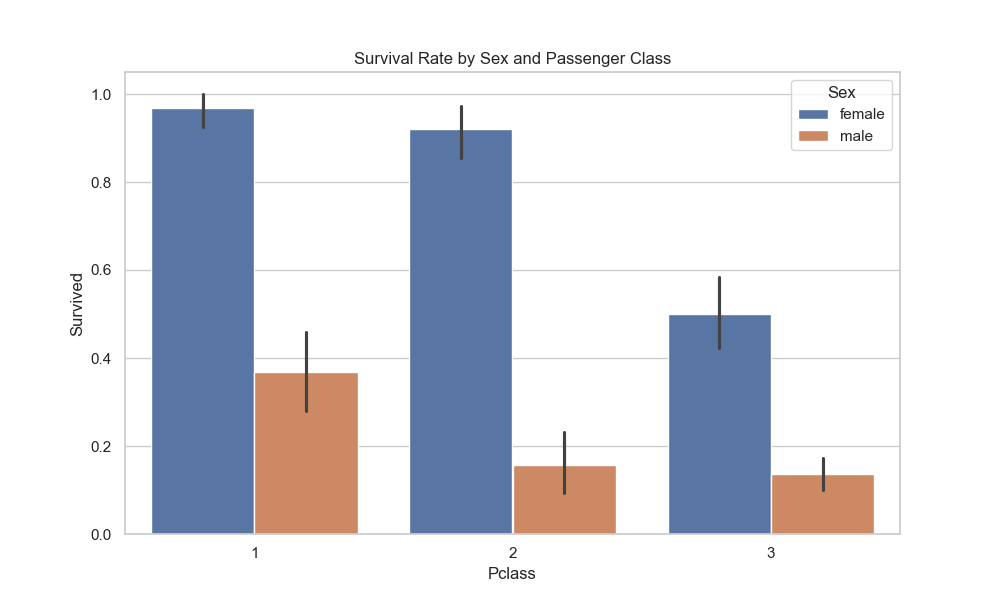 Survival Rate by Sex and Passenger Class
Sex
female
male
1.0
0.8
0.6
0.4
0.2
0.0
Survived
1
2
3
Pclass